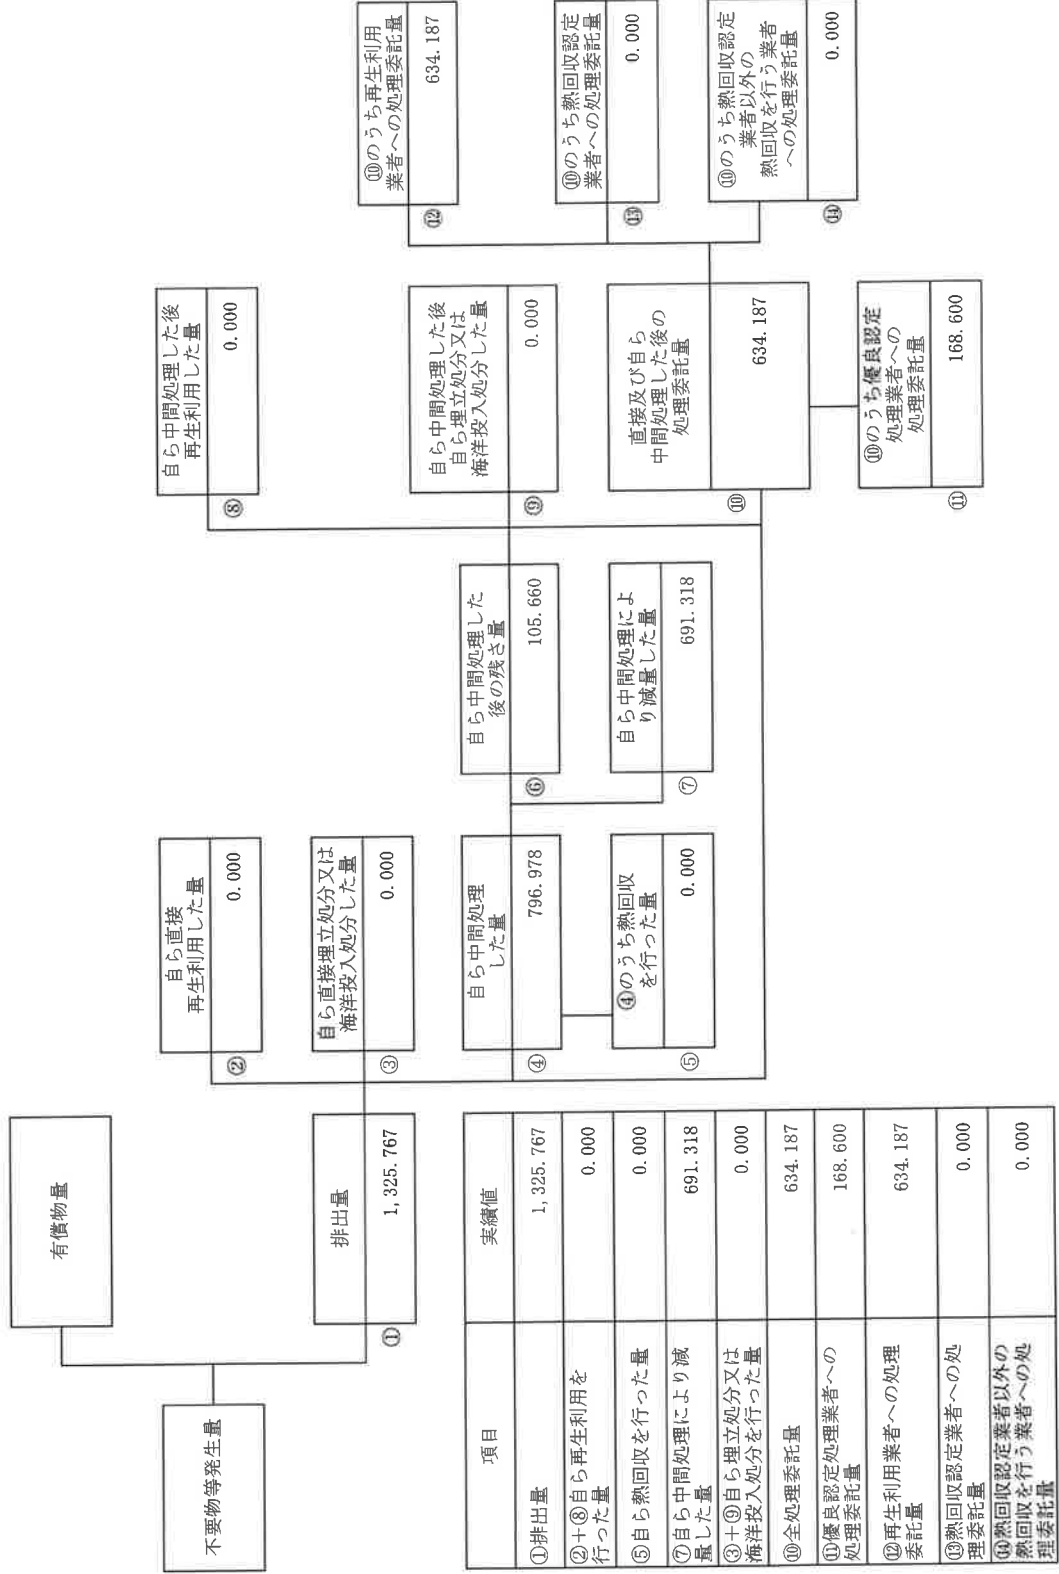 不要物等発生量
有償物量
排出量
①
1,325.767
自ら直接
再生利用した量
②
0.000
自ら直接埋立処分又は
海洋投入処分した量
③
0.000
自ら中間処理
した量
④
796.978
④のうち熱回収
を行った量
⑤
0.000
自ら中間処理した
後の残さ量
⑥
105.660
自ら中間処理によ
り減量した量
⑦
691.318
自ら中間処理した後
再生利用した量
⑧
0.000
自ら中間処理した後
自ら埋立処分又は
海洋投入処分した量
⑨
0.000
直接及び自ら
中間処理した後の
処理委託量
⑩
634.187
⑩のうち優良認定
処理業者への
処理委託量
⑪
168.600
⑩のうち再生利用
業者への処理委託量
⑫
634.187
⑩のうち熱回収認定
業者への処理委託量
⑬
0.000
⑩のうち熱回収認定
業者以外の
熱回収を行う業者
への処理委託量
⑭
0.000
項目 実績値
①排出量 1,325.767
②+⑧自ら再生利用を
行った量 0.000
⑤自ら熱回収を行った量 0.000
⑦自ら中間処理により減
量した量 691.318
③+⑨自ら埋立処分又は
海洋投入処分を行った量 0.000
⑩全処理委託量 634.187
⑪優良認定処理業者への
処理委託量 168.600
⑫再生利用業者への処理
委託量 634.187
⑬熱回収認定業者への処
理委託量 0.000
⑭熱回収認定業者以外の
熱回収を行う業者への処
理委託量 0.000